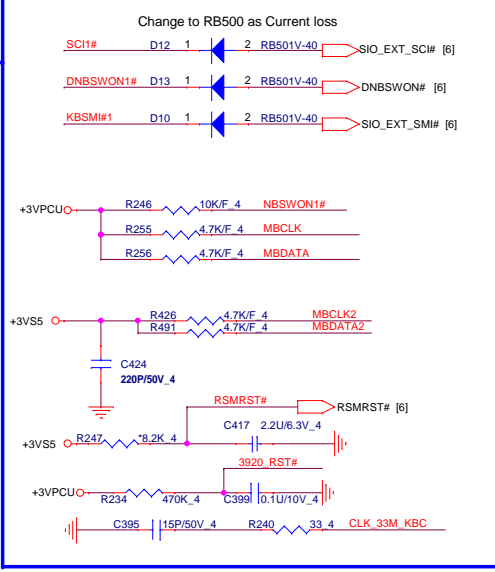 Change to RB500 as Current loss
SCI1# D12 1 2 RB501V-40 SIO_EXT_SCI# [6]
DNBSWON1# D13 1 2 RB501V-40 DNBSWON# [6]
KBSMI#1 D10 1 2 RB501V-40 SIO_EXT_SMI# [6]
+3VPCU R246 10K/F_4 NBSWON1#
R255 4.7K/F_4 MBCLK
R256 4.7K/F_4 MBDATA
+3VS5 R426 4.7K/F_4 MBCLK2
R491 4.7K/F_4 MBDATA2
C424
220P/50V_4
RSMRST# RSMRST# [6]
+3VS5 R247 *8.2K_4 C417 2.2U/6.3V_4
3920_RST#
+3VPCU R234 470K_4 C399 0.1U/10V_4
C395 15P/50V_4 R240 33_4 CLK_33M_KBC